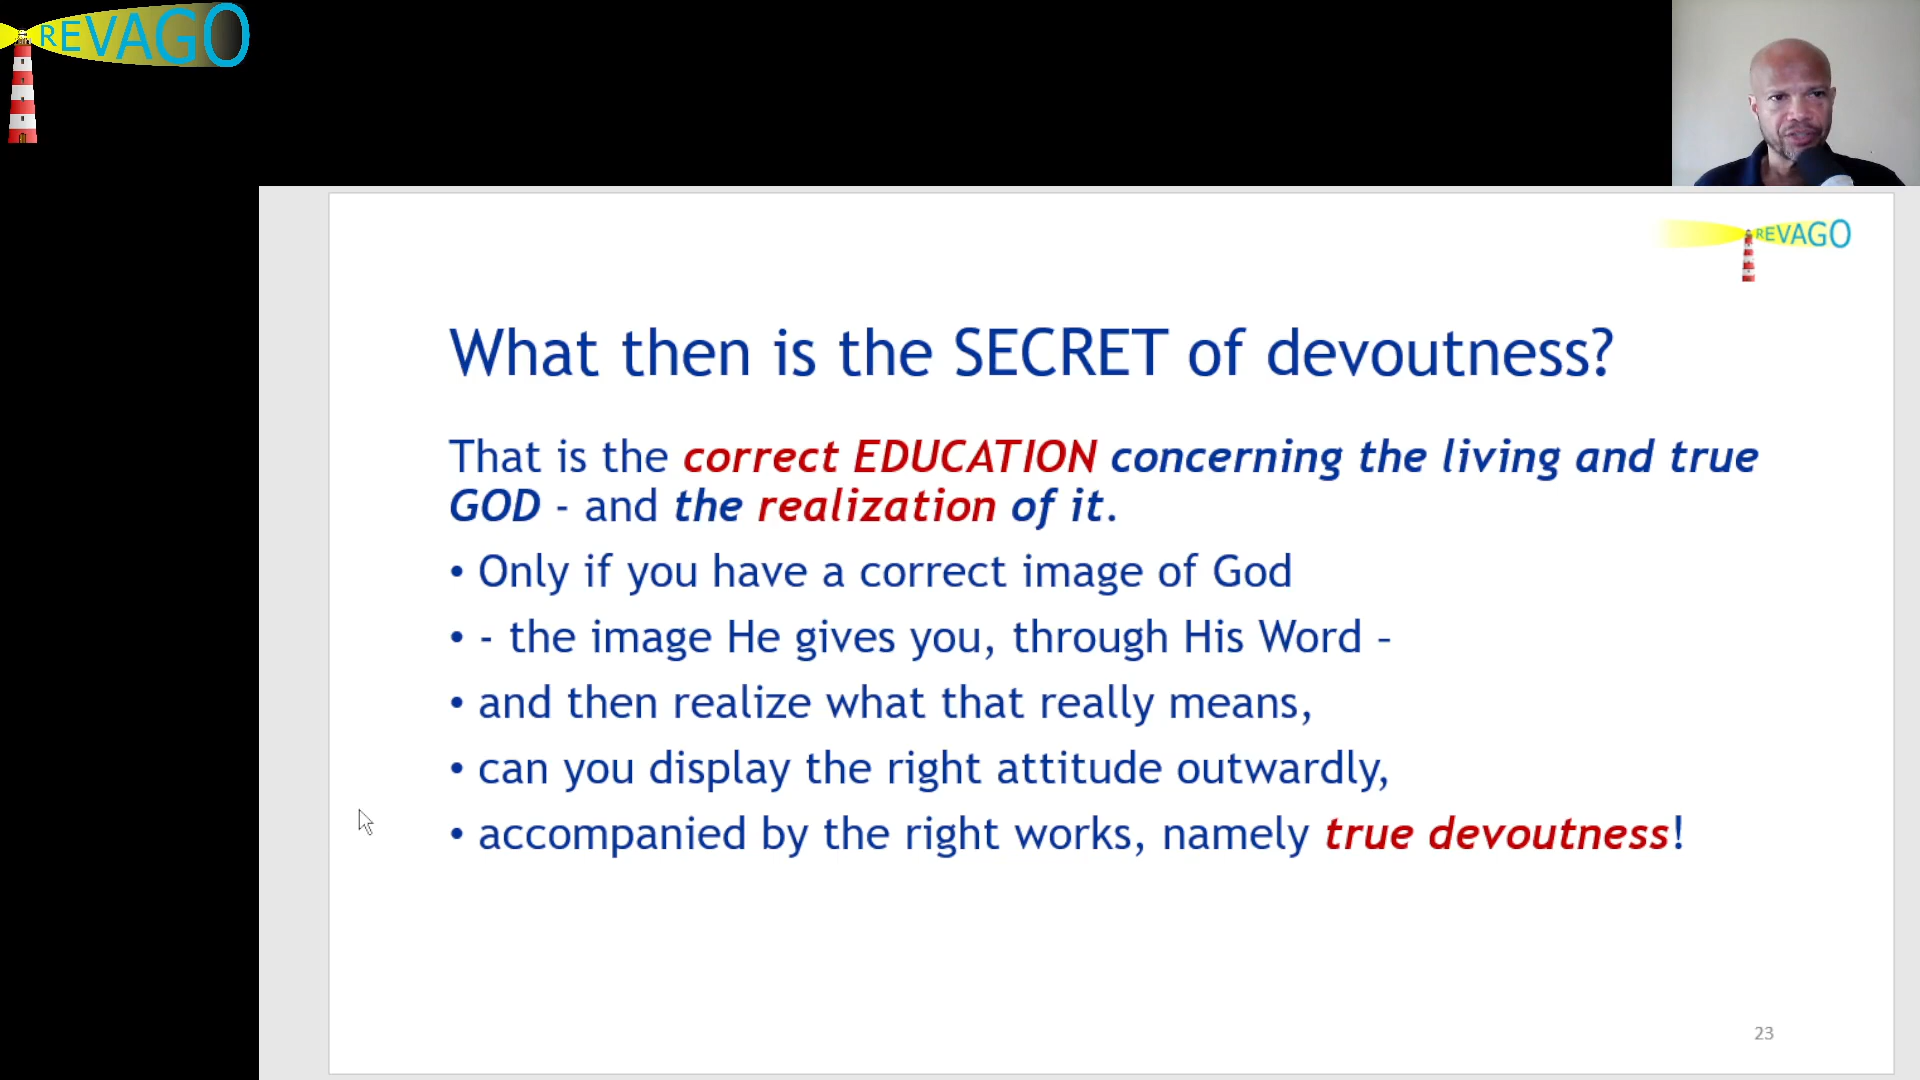 REVAGO
REVAGO
What then is the SECRET of devoutness?
That is the correct EDUCATION concerning the living and true
GOD - and the realization of it.
• Only if you have a correct image of God
• - the image He gives you, through His Word –
• and then realize what that really means,
• can you display the right attitude outwardly,
• accompanied by the right works, namely true devoutness!
23